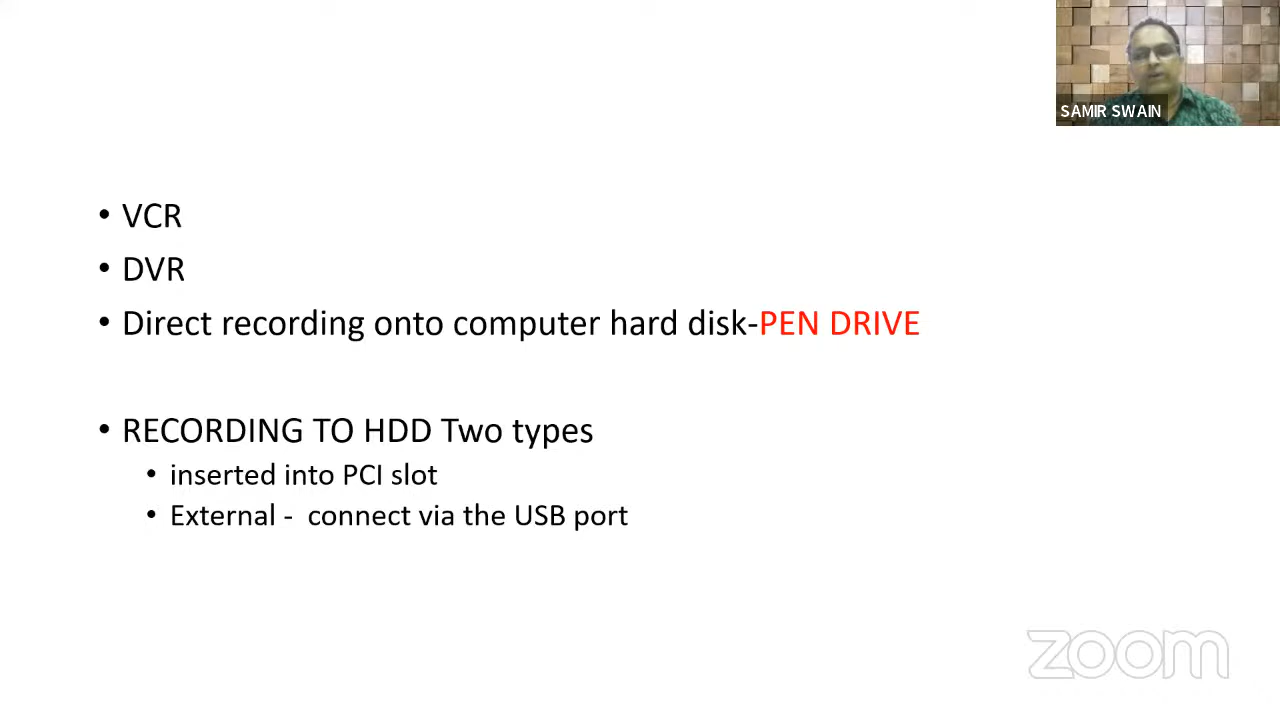 SAMIR SWAIN
• VCR
• DVR
• Direct recording onto computer hard disk-PEN DRIVE
• RECORDING TO HDD Two types
• inserted into PCI slot
• External - connect via the USB port
zoom